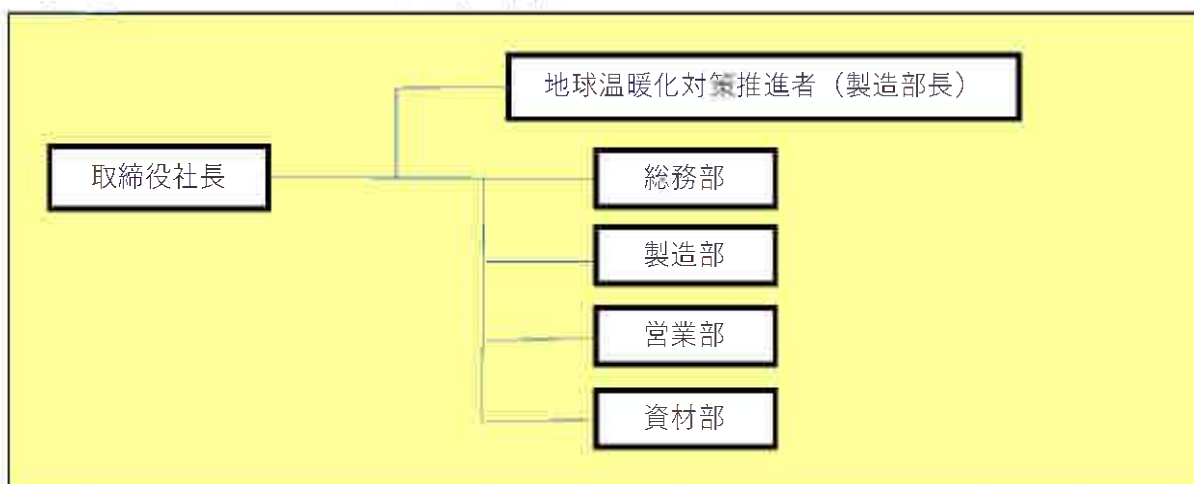 地球温暖化対策推進者（製造部長）
取締役社長
総務部
製造部
営業部
資材部